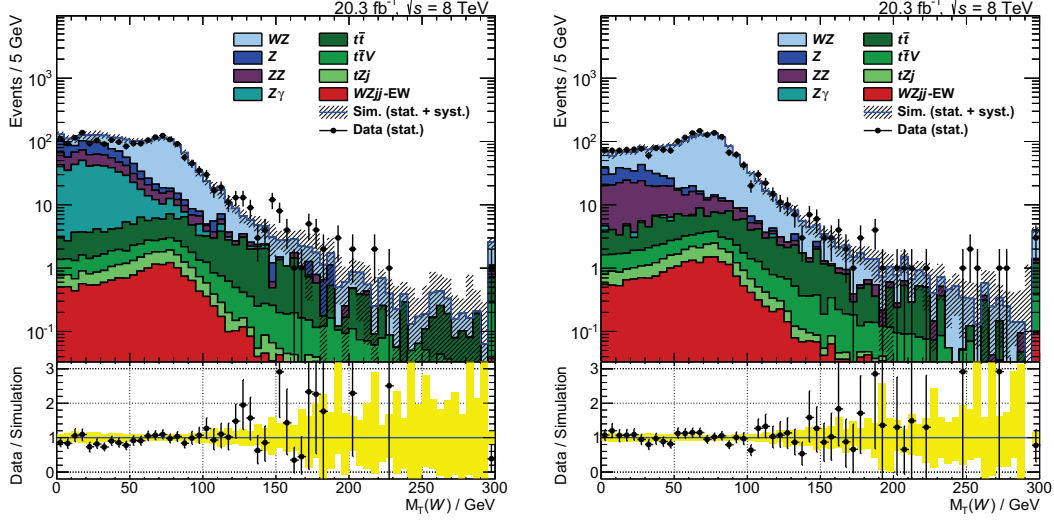 20.3 fb⁻¹, √s = 8 TeV
Events / 5 GeV
WZ
Z
ZZ
Zγ
tt̄
tt̄V
tZj
WZjj-EW
Sim. (stat. + syst.)
Data (stat.)
10³
10²
10
1
10⁻¹
Data / Simulation
3
2
1
0
0 50 100 150 200 250 300
M_T(W) / GeV
20.3 fb⁻¹, √s = 8 TeV
Events / 5 GeV
WZ
Z
ZZ
Zγ
tt̄
tt̄V
tZj
WZjj-EW
Sim. (stat. + syst.)
Data (stat.)
10³
10²
10
1
10⁻¹
Data / Simulation
3
2
1
0
0 50 100 150 200 250 300
M_T(W) / GeV